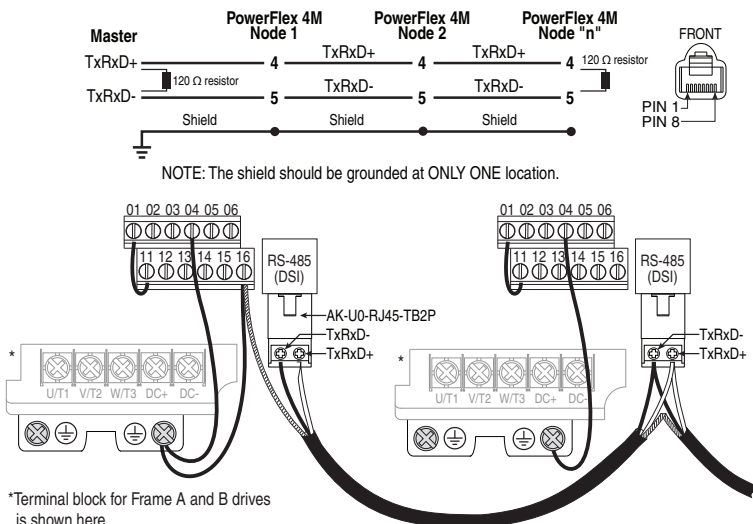 PowerFlex 4M PowerFlex 4M PowerFlex 4M
Master Node 1 Node 2 Node "n" FRONT
TxRxD+ 4 TxRxD+ 4 TxRxD+ 4 120 Ω resistor
120 Ω resistor
TxRxD- 5 TxRxD- 5 TxRxD- 5
PIN 1
PIN 8
Shield Shield Shield
NOTE: The shield should be grounded at ONLY ONE location.
01 02 03 04 05 06
11 12 13 14 15 16
RS-485
(DSI)
AK-U0-RJ45-TB2P
TxRxD-
TxRxD+
*
U/T1 V/T2 W/T3 DC+ DC-
01 02 03 04 05 06
11 12 13 14 15 16
RS-485
(DSI)
TxRxD-
TxRxD+
*
U/T1 V/T2 W/T3 DC+ DC-
*Terminal block for Frame A and B drives
is shown here